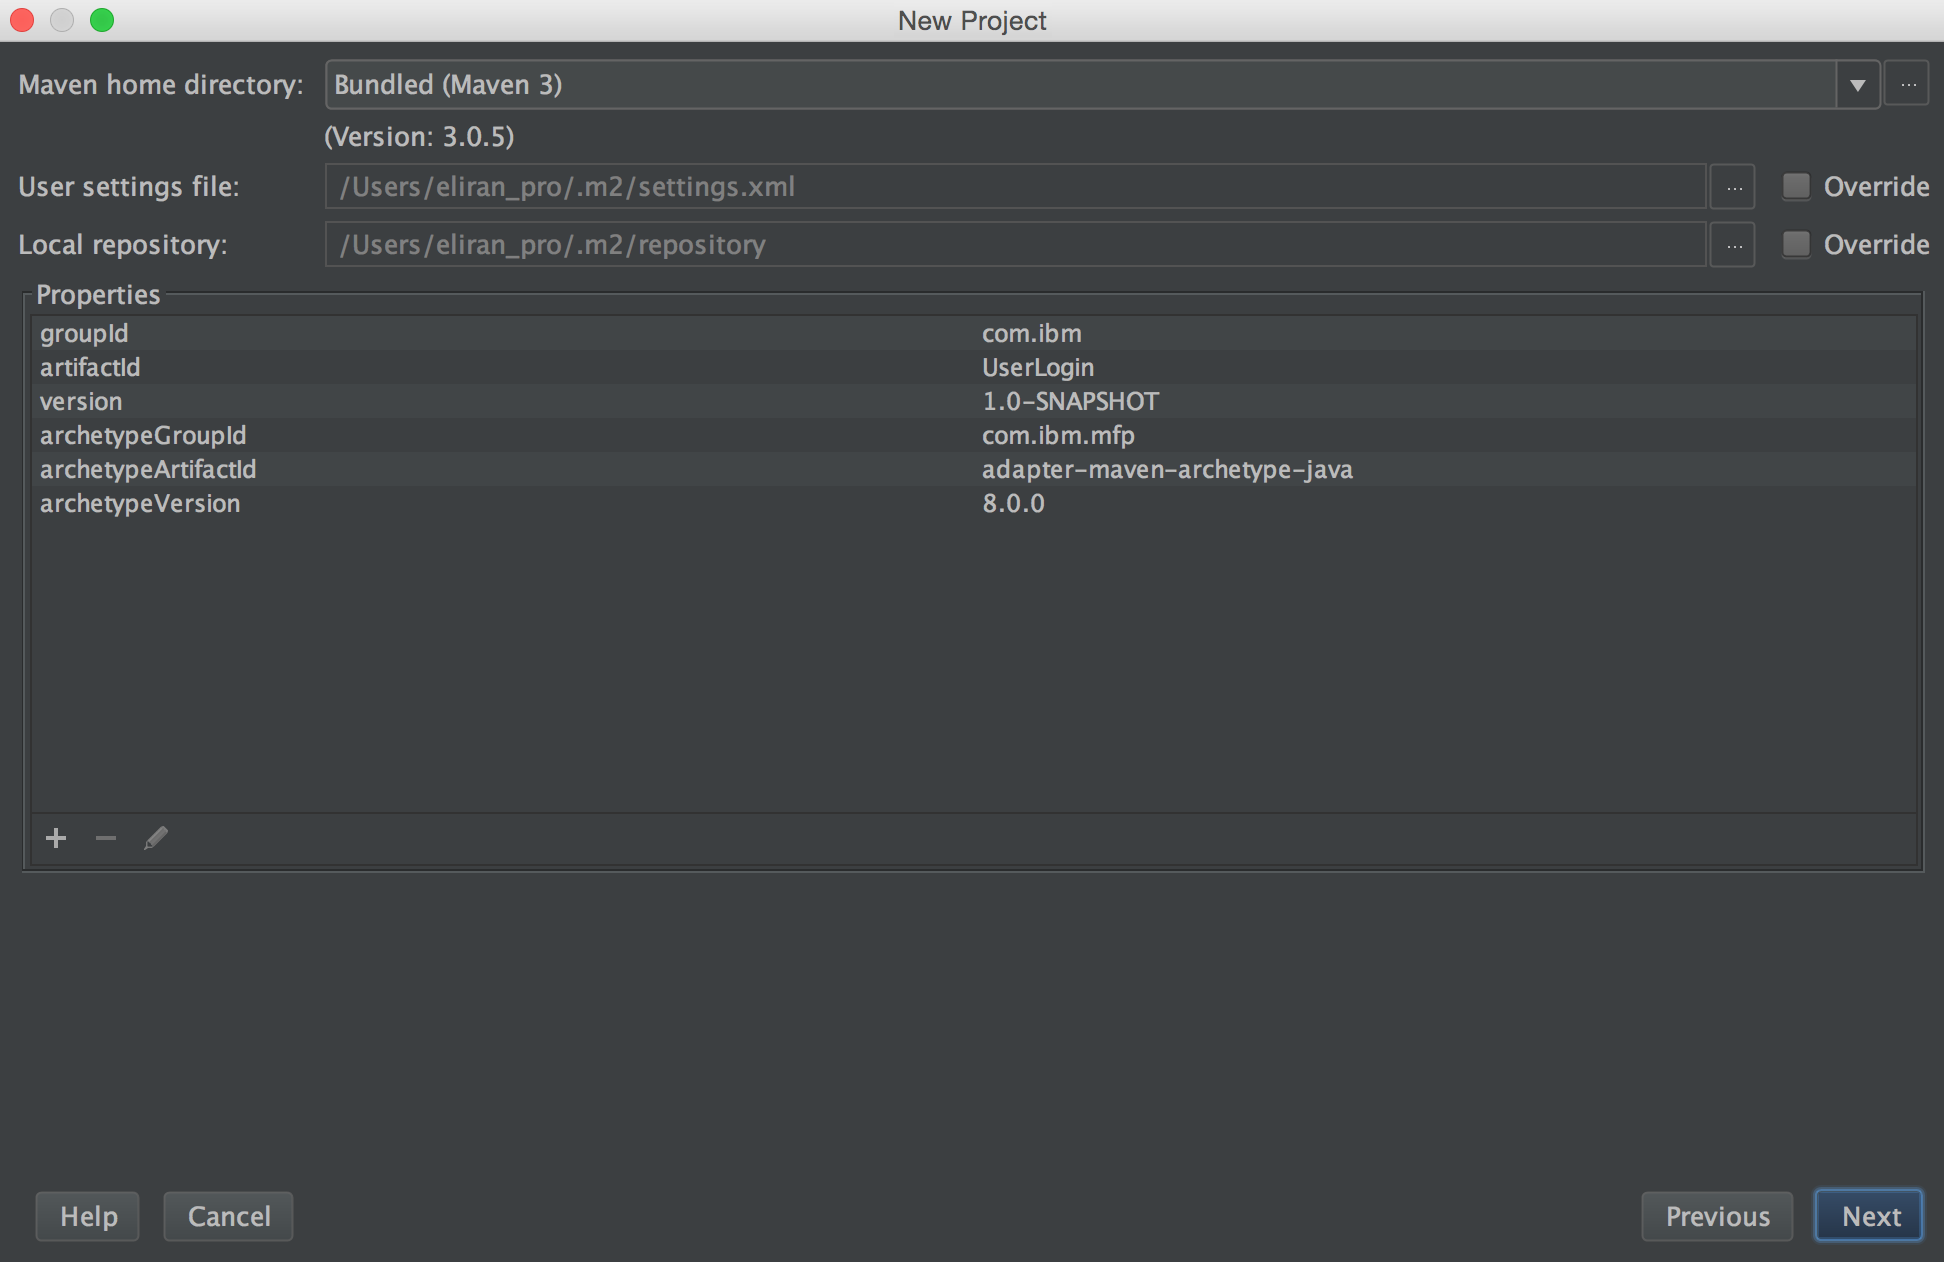 New Project
Maven home directory: Bundled (Maven 3) ...
(Version: 3.0.5)
User settings file: /Users/eliran_pro/.m2/settings.xml ... Override
Local repository: /Users/eliran_pro/.m2/repository ... Override
Properties
groupId com.ibm
artifactId UserLogin
version 1.0-SNAPSHOT
archetypeGroupId com.ibm.mfp
archetypeArtifactId adapter-maven-archetype-java
archetypeVersion 8.0.0
Help Cancel Previous Next